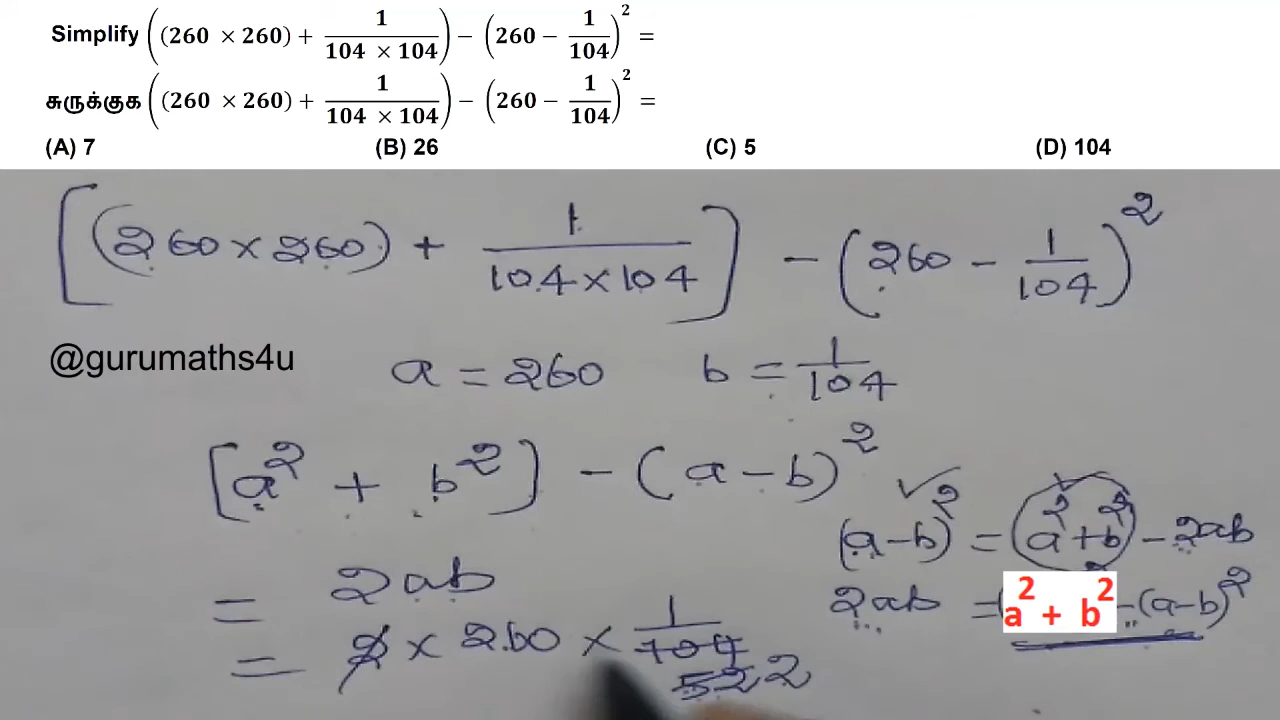 Simplify ((260 × 260) + 1/(104 × 104)) − (260 − 1/104)² =
சுருக்குக ((260 × 260) + 1/(104 × 104)) − (260 − 1/104)² =
(A) 7 (B) 26 (C) 5 (D) 104
[(260 × 260) + 1/(104 × 104)] − (260 − 1/104)²
@gurumaths4u
a = 260 b = 1/104
[a² + b²] − (a − b)²
(a − b)² = (a² + b²) − 2ab
= 2ab
2ab = a² + b² − (a − b)²
= 2 × 260 × 1/104
52 2